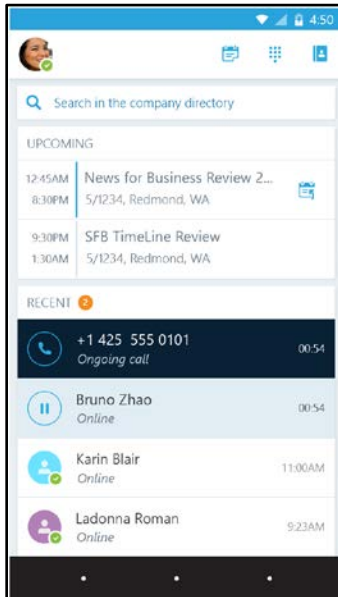 4:50
Search in the company directory
UPCOMING
12:45AM News for Business Review 2...
8:30PM 5/1234, Redmond, WA
9:30PM SFB TimeLine Review
1:30AM 5/1234, Redmond, WA
RECENT 2
+1 425 555 0101 00:54
Ongoing call
Bruno Zhao 00:54
Online
Karin Blair 11:00AM
Online
Ladonna Roman 9:23AM
Online